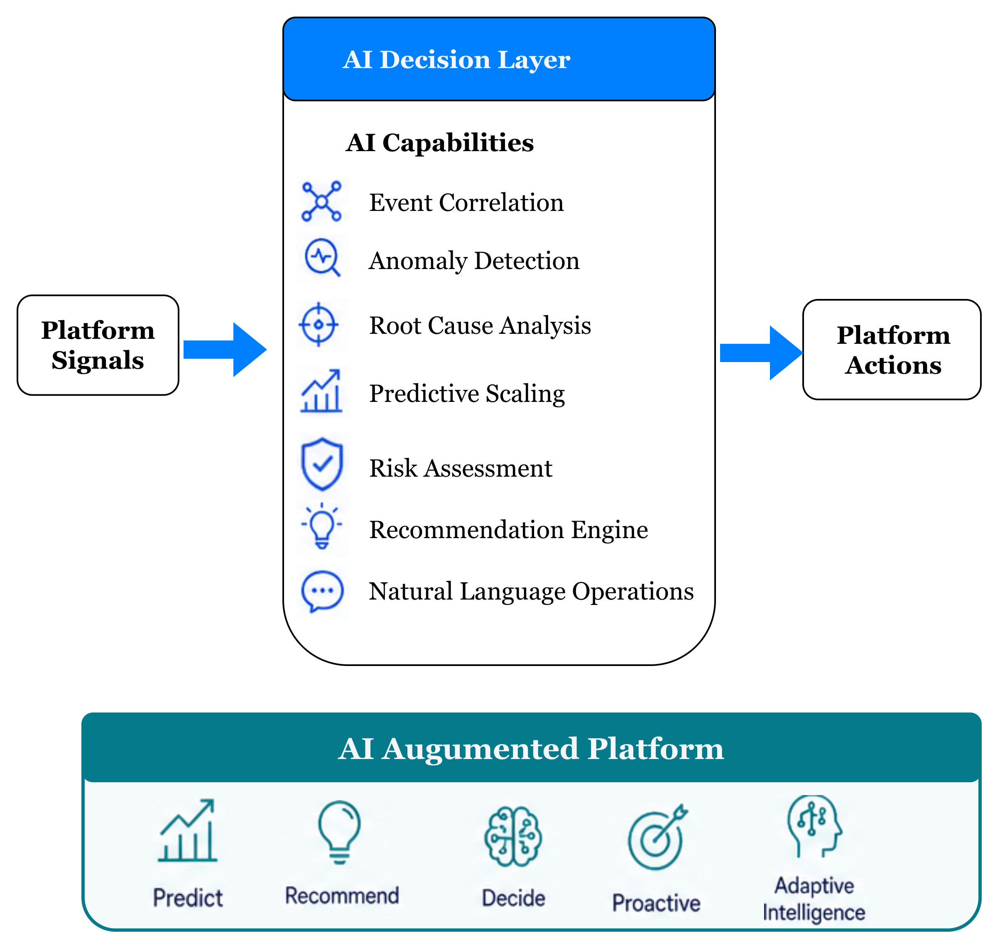 AI Decision Layer
AI Capabilities
Event Correlation
Anomaly Detection
Root Cause Analysis
Predictive Scaling
Risk Assessment
Recommendation Engine
Natural Language Operations
Platform
Signals
Platform
Actions
AI Augumented Platform
Predict
Recommend
Decide
Proactive
Adaptive
Intelligence